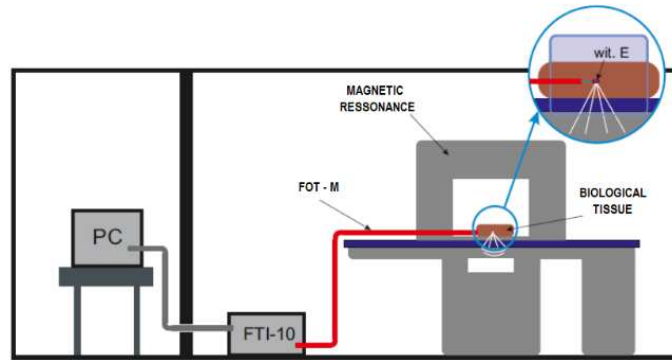 wit. E
MAGNETIC
RESSONANCE
FOT - M
BIOLOGICAL
TISSUE
PC
FTI-10